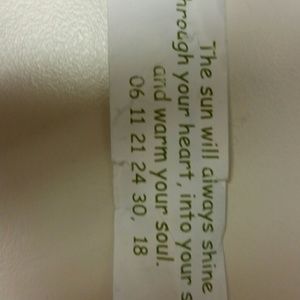 The sun will always shine
through your heart, into your
and warm your soul.
06 11 21 24 30, 18